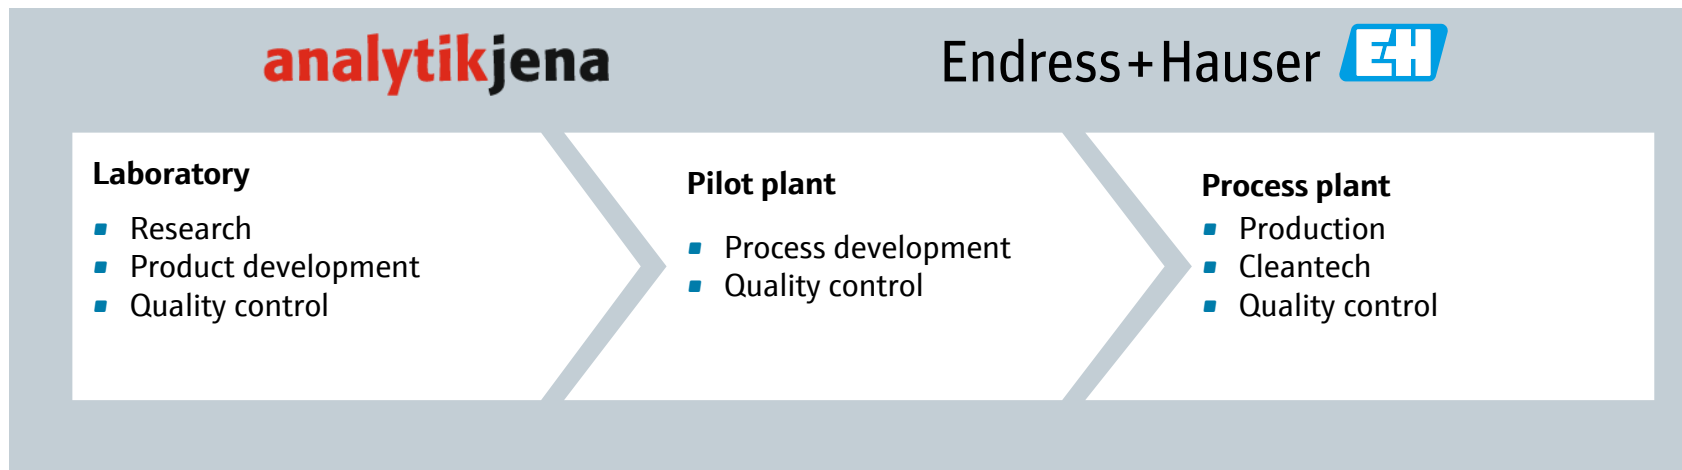 analytikjena
Endress+Hauser EH
Laboratory
Research
Product development
Quality control
Pilot plant
Process development
Quality control
Process plant
Production
Cleantech
Quality control